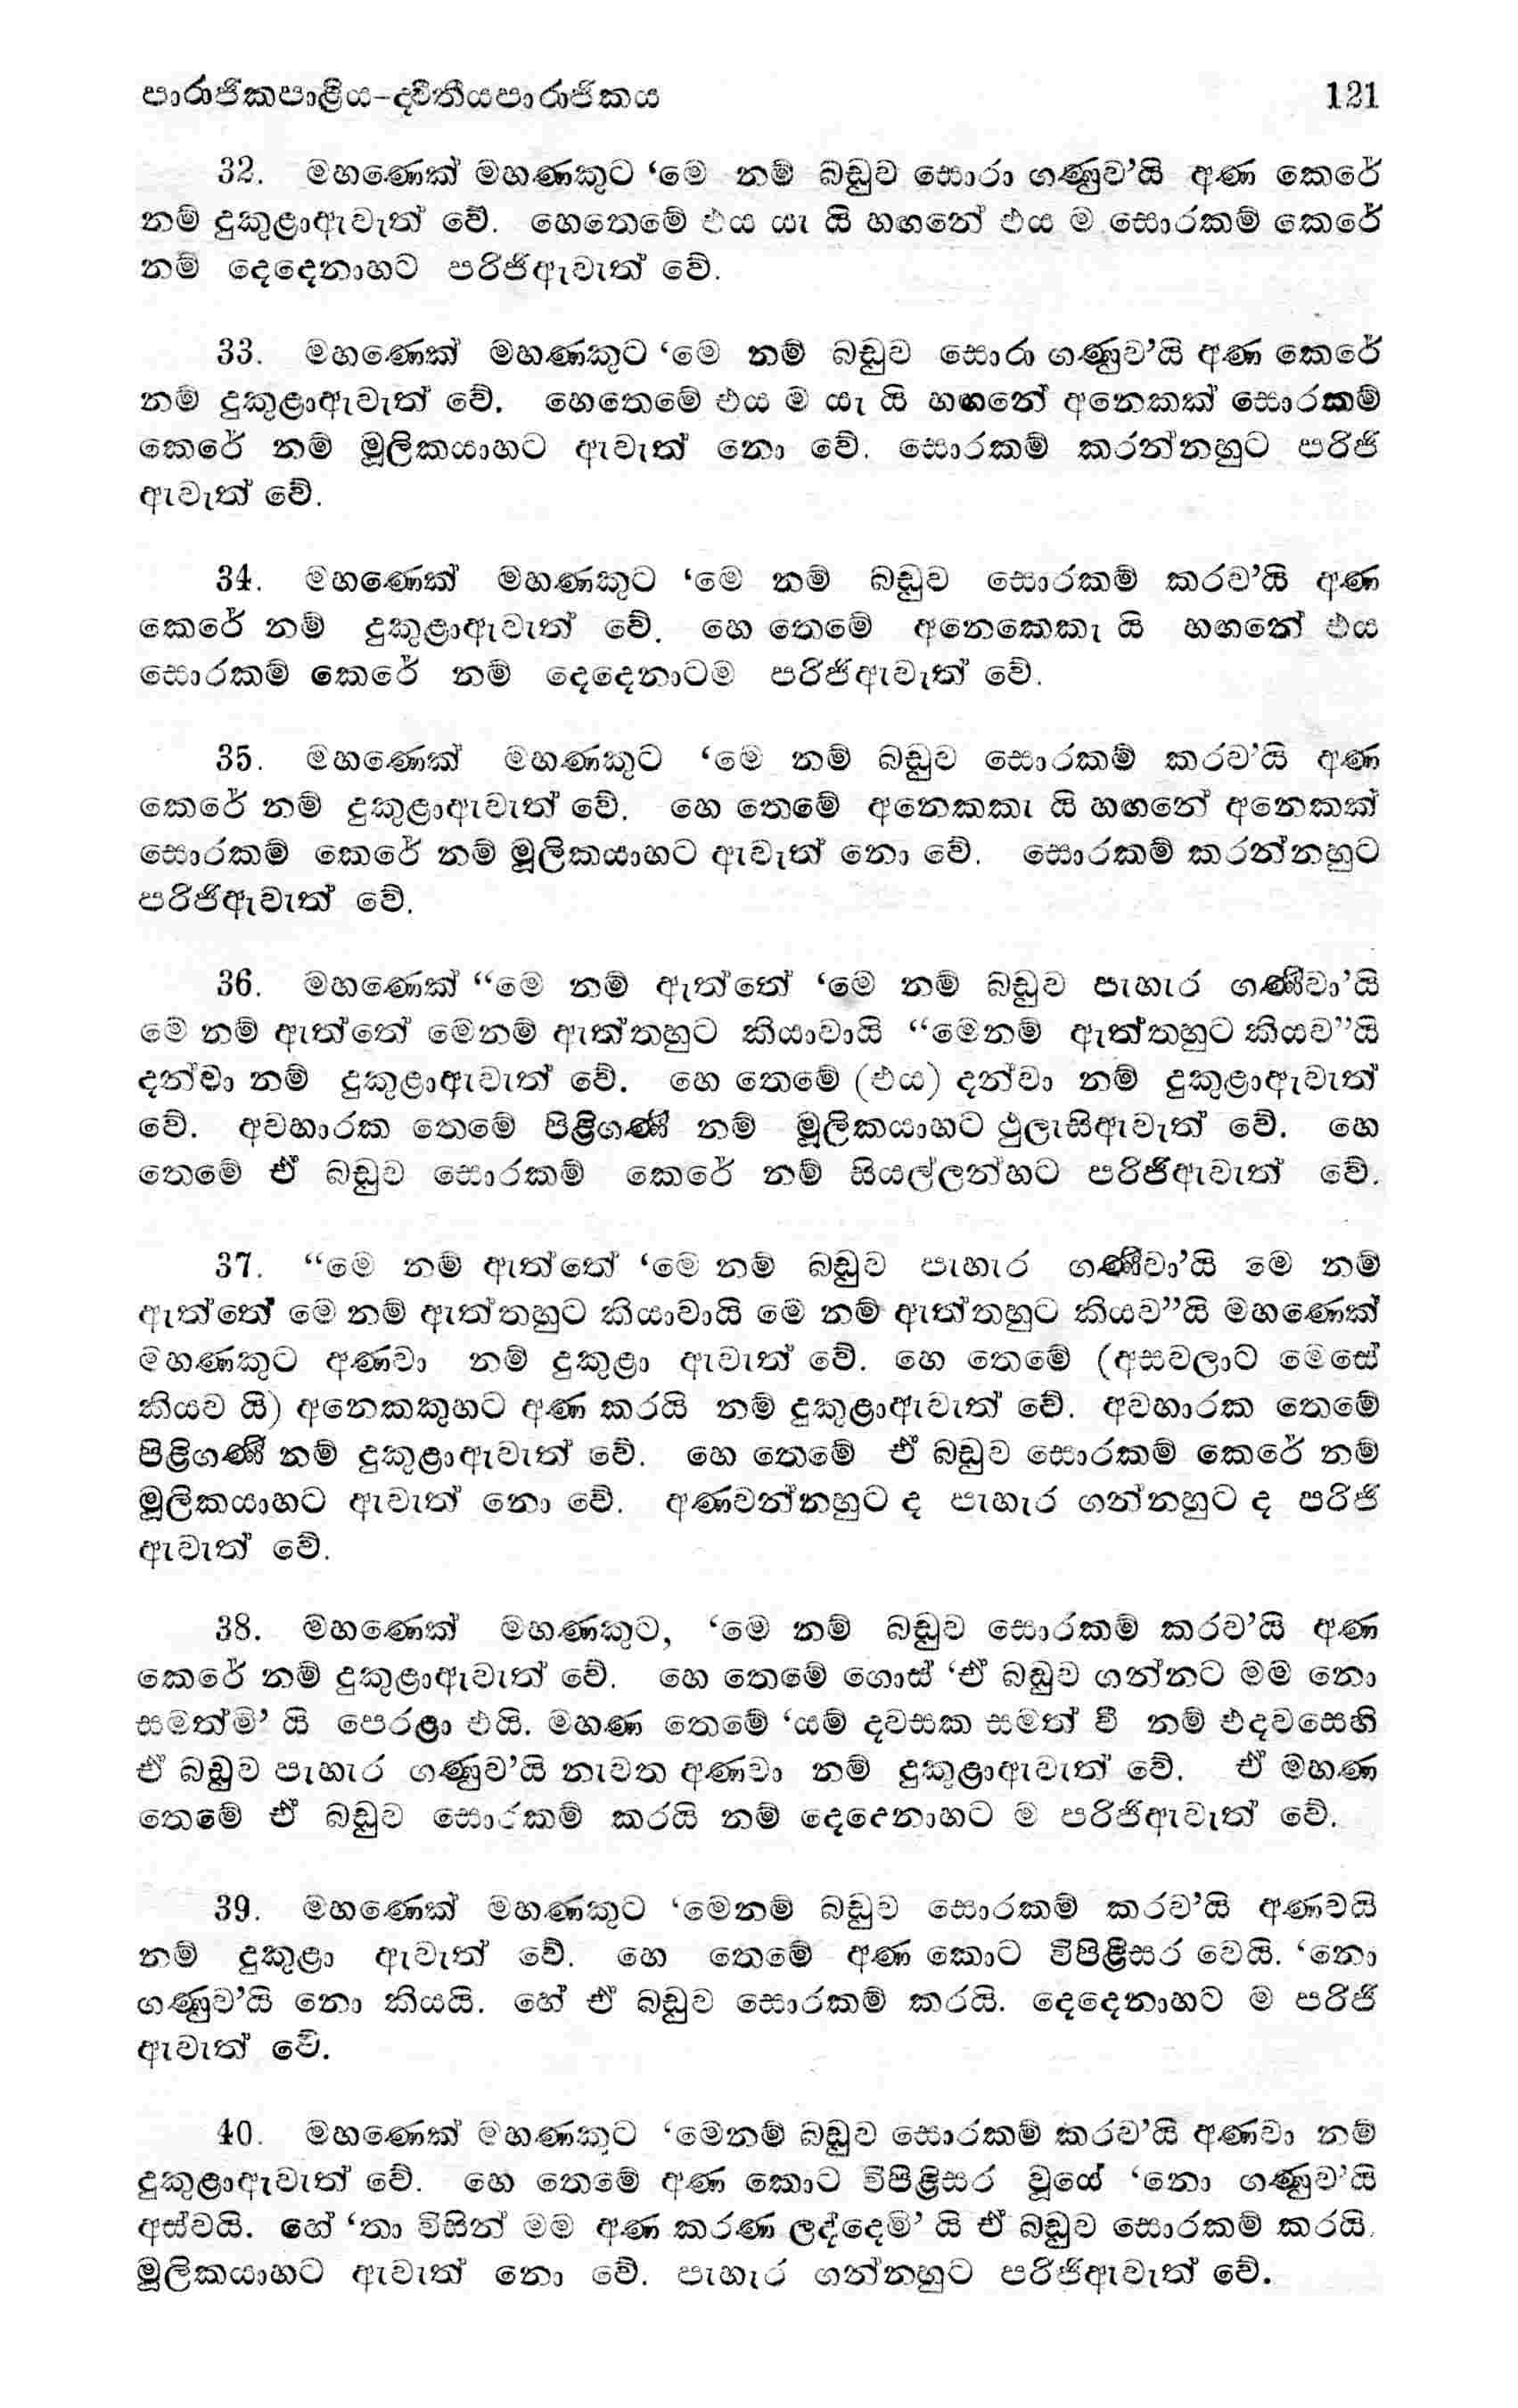 පාරාජිකපාළිය-ද්විතීයපාරාජිකය 121
32. මහණෙක් මහණකුට ‘මෙ නම් බඩුව සොරා ගණුව’යි අණ කෙරේ
නම් දුකුළාඇවැත් වේ. හෙතෙමේ එය යැ යි හඟනේ එය ම සොරකම් කෙරේ
නම් දෙදෙනාහට පරිජිඇවැත් වේ.
33. මහණෙක් මහණකුට ‘මෙ නම් බඩුව සොරා ගණුව’යි අණ කෙරේ
නම් දුකුළාඇවැත් වේ. හෙතෙමේ එය ම යැ යි හඟනේ අනෙකක් සොරකම්
කෙරේ නම් මූලිකයාහට ඇවැත් නො වේ. සොරකම් කරන්නහුට පරිජි
ඇවැත් වේ.
34. මහණෙක් මහණකුට ‘මෙ නම් බඩුව සොරකම් කරව’යි අණ
කෙරේ නම් දුකුළාඇවැත් වේ. හෙ තෙමේ අනෙකෙකැ යි හඟනේ එය
සොරකම් කෙරේ නම් දෙදෙනාටම පරිජිඇවැත් වේ.
35. මහණෙක් මහණකුට ‘මෙ නම් බඩුව සොරකම් කරව’යි අණ
කෙරේ නම් දුකුළාඇවැත් වේ. හෙ තෙමේ අනෙකකැ යි හඟනේ අනෙකක්
සොරකම් කෙරේ නම් මූලිකයාහට ඇවැත් නො වේ. සොරකම් කරන්නහුට
පරිජිඇවැත් වේ.
36. මහණෙක් “මෙ නම් ඇත්තේ ‘මෙ නම් බඩුව පැහැර ගණීවා’යි
මෙ නම් ඇත්තේ මෙනම් ඇත්තහුට කියාවායි “මෙනම් ඇත්තහුට කියව”යි
දන්වා නම් දුකුළාඇවැත් වේ. හෙ තෙමේ (එය) දන්වා නම් දුකුළාඇවැත්
වේ. අවහාරක තෙමේ පිළිගණී නම් මූලිකයාහට ථුලැසිඇවැත් වේ. හෙ
තෙමේ ඒ බඩුව සොරකම් කෙරේ නම් සියල්ලන්හට පරිජිඇවැත් වේ.
37. “මෙ නම් ඇත්තේ ‘මෙ නම් බඩුව පැහැර ගණීවා’යි මෙ නම්
ඇත්තේ මෙ නම් ඇත්තහුට කියාවායි මෙ නම් ඇත්තහුට කියව”යි මහණෙක්
මහණකුට අණවා නම් දුකුළා ඇවැත් වේ. හෙ තෙමේ (අසවලාට මෙසේ
කියව යි) අනෙකකුහට අණ කරයි නම් දුකුළාඇවැත් වේ. අවහාරක තෙමේ
පිළිගණී නම් දුකුළාඇවැත් වේ. හෙ තෙමේ ඒ බඩුව සොරකම් කෙරේ නම්
මූලිකයාහට ඇවැත් නො වේ. අණවන්නහුට ද පැහැර ගන්නහුට ද පරිජි
ඇවැත් වේ.
38. මහණෙක් මහණකුට, ‘මෙ නම් බඩුව සොරකම් කරව’යි අණ
කෙරේ නම් දුකුළාඇවැත් වේ. හෙ තෙමේ ගොස් ‘ඒ බඩුව ගන්නට මම නො
සමත්මි’ යි පෙරළා එයි. මහණ තෙමේ ‘යම් දවසක සමත් වී නම් එදවසෙහි
ඒ බඩුව පැහැර ගණුව’යි නැවත අණවා නම් දුකුළාඇවැත් වේ. ඒ මහණ
තෙමේ ඒ බඩුව සොරකම් කරයි නම් දෙදෙනාහට ම පරිජිඇවැත් වේ.
39. මහණෙක් මහණකුට ‘මෙනම් බඩුව සොරකම් කරව’යි අණවයි
නම් දුකුළා ඇවැත් වේ. හෙ තෙමේ අණ කොට විපිළිසර වෙයි. ‘නො
ගණුව’යි නො කියයි. හේ ඒ බඩුව සොරකම් කරයි. දෙදෙනාහට ම පරිජි
ඇවැත් වේ.
40. මහණෙක් මහණකුට ‘මෙනම් බඩුව සොරකම් කරව’යි අණවා නම්
දුකුළාඇවැත් වේ. හෙ තෙමේ අණ කොට විපිළිසර වූයේ ‘නො ගණුව’යි
අස්වයි. හේ ‘තා විසින් මම අණ කරණ ලද්දෙමි’ යි ඒ බඩුව සොරකම් කරයි.
මූලිකයාහට ඇවැත් නො වේ. පැහැර ගන්නහුට පරිජිඇවැත් වේ.